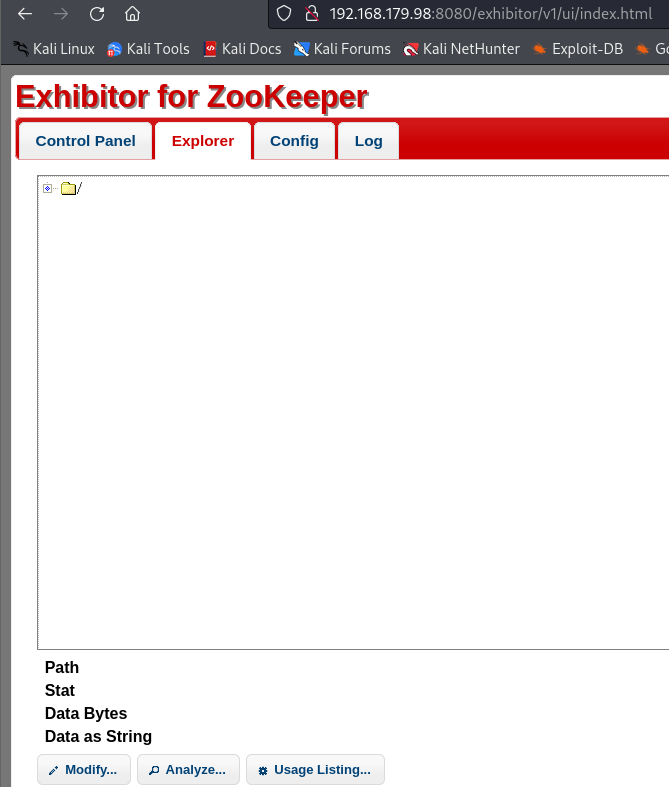 192.168.179.98:8080/exhibitor/v1/ui/index.html
Kali Linux Kali Tools Kali Docs Kali Forums Kali NetHunter Exploit-DB
Exhibitor for ZooKeeper
Control Panel Explorer Config Log
/
Path
Stat
Data Bytes
Data as String
Modify... Analyze... Usage Listing...